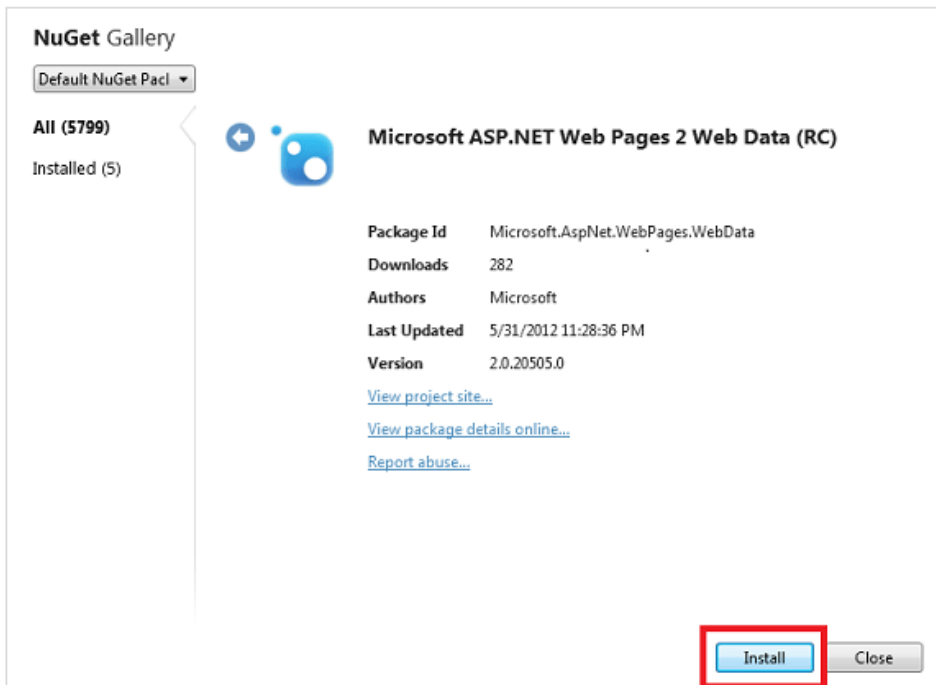 NuGet Gallery
Default NuGet Pacl
All (5799)
Installed (5)
Microsoft ASP.NET Web Pages 2 Web Data (RC)
Package Id Microsoft.AspNet.WebPages.WebData
Downloads 282
Authors Microsoft
Last Updated 5/31/2012 11:28:36 PM
Version 2.0.20505.0
View project site...
View package details online...
Report abuse...
Install Close